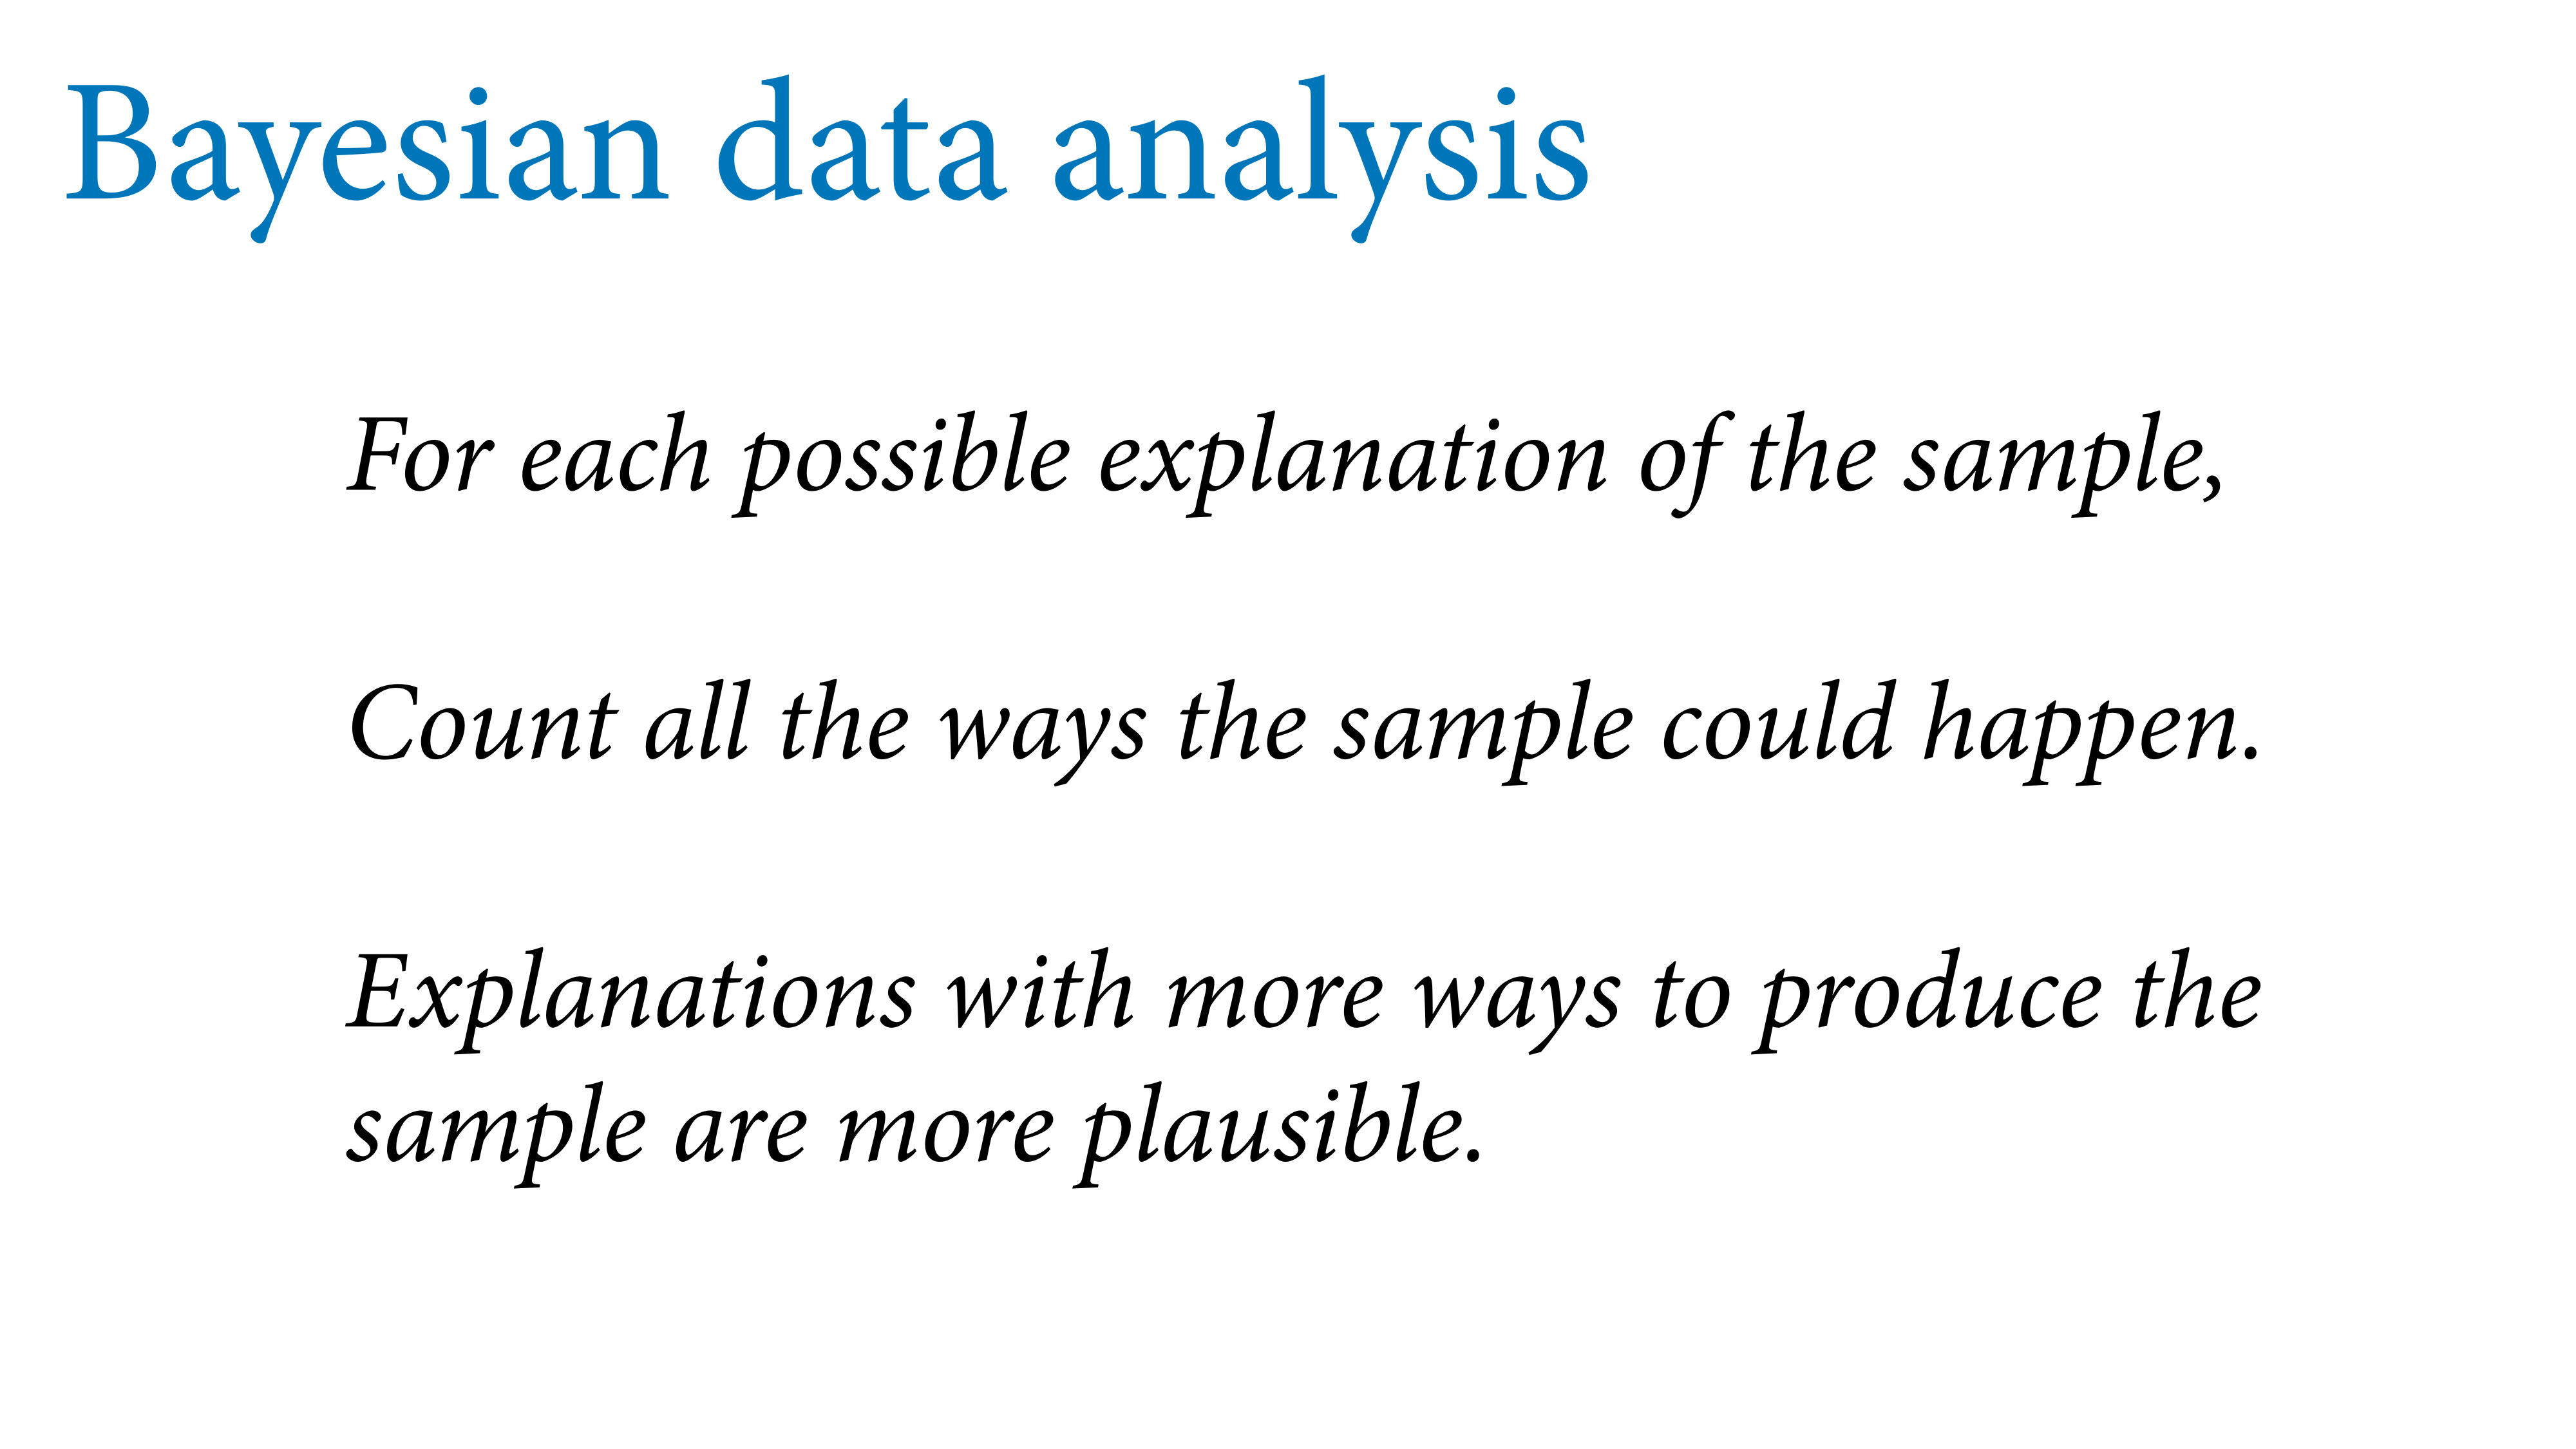 Bayesian data analysis
For each possible explanation of the sample,
Count all the ways the sample could happen.
Explanations with more ways to produce the
sample are more plausible.